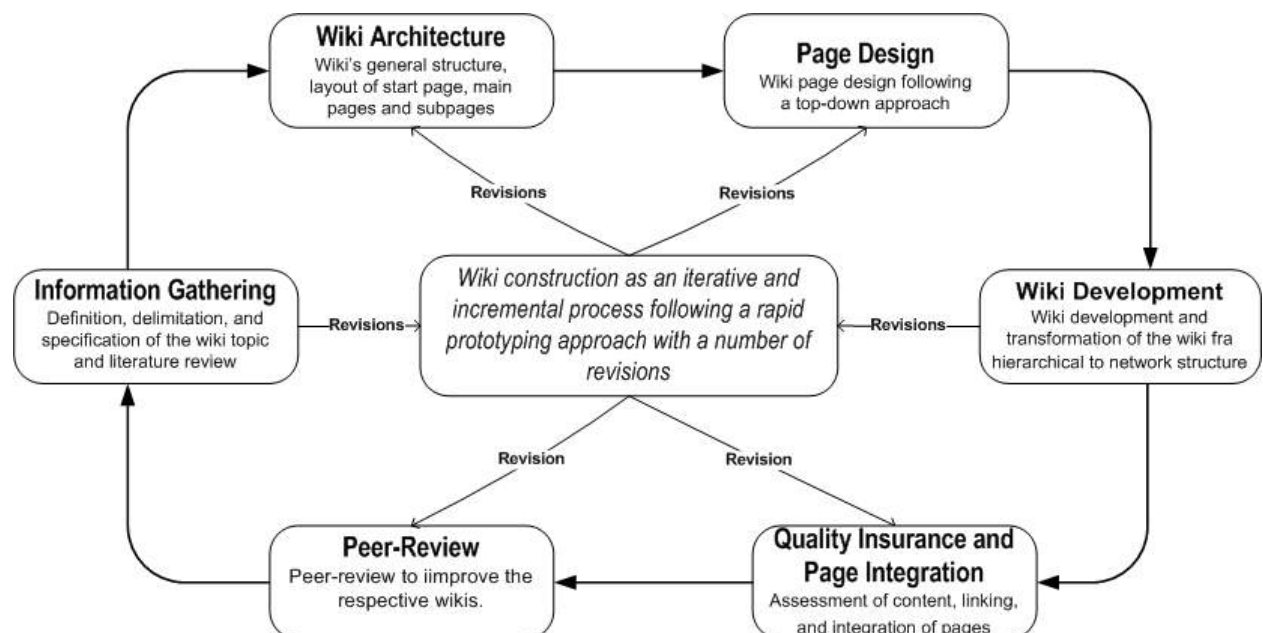 Wiki Architecture
Wiki's general structure,
layout of start page, main
pages and subpages
Page Design
Wiki page design following
a top-down approach
Revisions
Revisions
Information Gathering
Definition, delimitation, and
specification of the wiki topic
and literature review
Revisions
Wiki construction as an iterative and
incremental process following a rapid
prototyping approach with a number of
revisions
Revisions
Wiki Development
Wiki development and
transformation of the wiki fra
hierarchical to network structure
Revision
Revision
Peer-Review
Peer-review to iimprove the
respective wikis.
Quality Insurance and
Page Integration
Assessment of content, linking,
and integration of pages